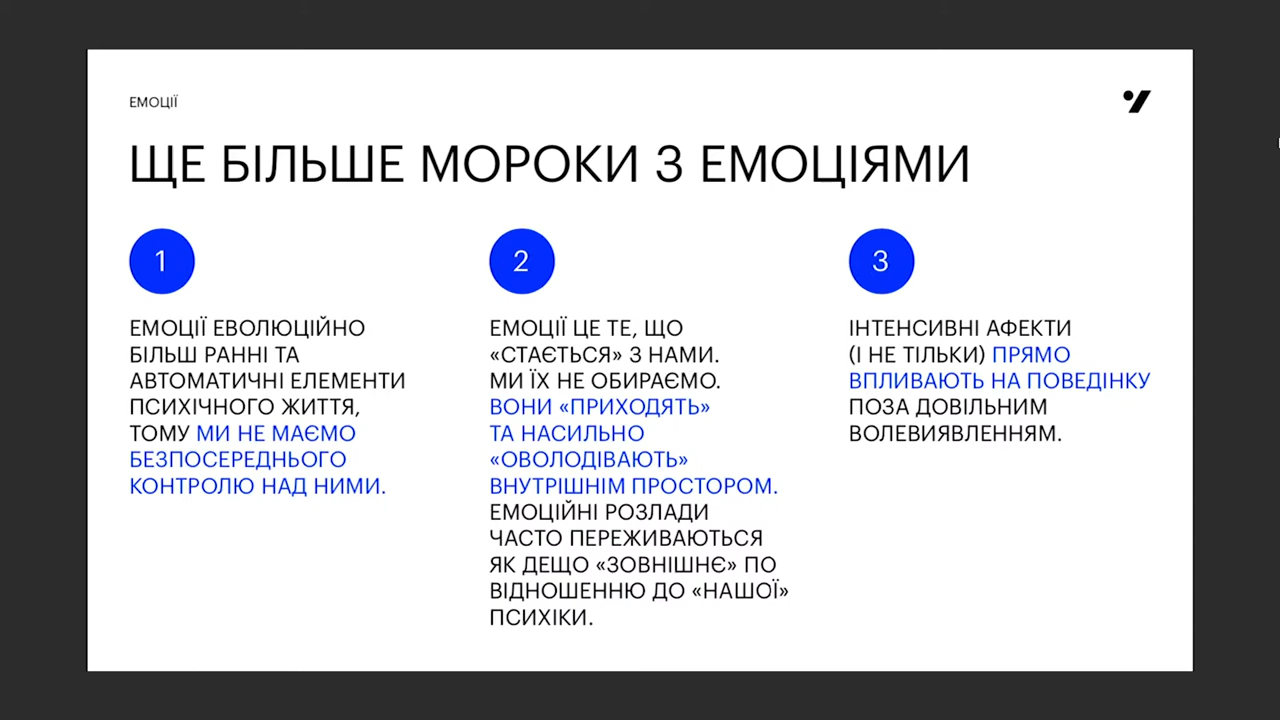 ЕМОЦІЇ
ЩЕ БІЛЬШЕ МОРОКИ З ЕМОЦІЯМИ
1
ЕМОЦІЇ ЕВОЛЮЦІЙНО
БІЛЬШ РАННІ ТА
АВТОМАТИЧНІ ЕЛЕМЕНТИ
ПСИХІЧНОГО ЖИТТЯ,
ТОМУ МИ НЕ МАЄМО
БЕЗПОСЕРЕДНЬОГО
КОНТРОЛЮ НАД НИМИ.
2
ЕМОЦІЇ ЦЕ ТЕ, ЩО
«СТАЄТЬСЯ» З НАМИ.
МИ ЇХ НЕ ОБИРАЄМО.
ВОНИ «ПРИХОДЯТЬ»
ТА НАСИЛЬНО
«ОВОЛОДІВАЮТЬ»
ВНУТРІШНІМ ПРОСТОРОМ.
ЕМОЦІЙНІ РОЗЛАДИ
ЧАСТО ПЕРЕЖИВАЮТЬСЯ
ЯК ДЕЩО «ЗОВНІШНЄ» ПО
ВІДНОШЕННЮ ДО «НАШОЇ»
ПСИХІКИ.
3
ІНТЕНСИВНІ АФЕКТИ
(І НЕ ТІЛЬКИ) ПРЯМО
ВПЛИВАЮТЬ НА ПОВЕДІНКУ
ПОЗА ДОВІЛЬНИМ
ВОЛЕВИЯВЛЕННЯМ.